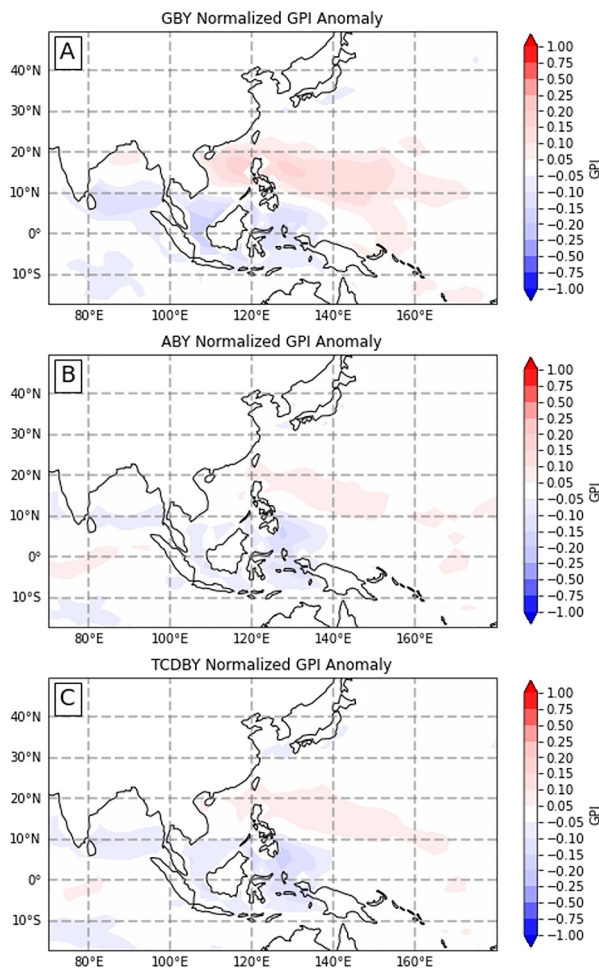 GBY Normalized GPI Anomaly
A
40°N
30°N
20°N
10°N
0°
10°S
80°E 100°E 120°E 140°E 160°E
1.00
0.75
0.50
0.25
0.20
0.15
0.10
0.05
−0.05
−0.10
−0.15
−0.20
−0.25
−0.50
−0.75
−1.00
GPI
ABY Normalized GPI Anomaly
B
40°N
30°N
20°N
10°N
0°
10°S
80°E 100°E 120°E 140°E 160°E
1.00
0.75
0.50
0.25
0.20
0.15
0.10
0.05
−0.05
−0.10
−0.15
−0.20
−0.25
−0.50
−0.75
−1.00
GPI
TCDBY Normalized GPI Anomaly
C
40°N
30°N
20°N
10°N
0°
10°S
80°E 100°E 120°E 140°E 160°E
1.00
0.75
0.50
0.25
0.20
0.15
0.10
0.05
−0.05
−0.10
−0.15
−0.20
−0.25
−0.50
−0.75
−1.00
GPI